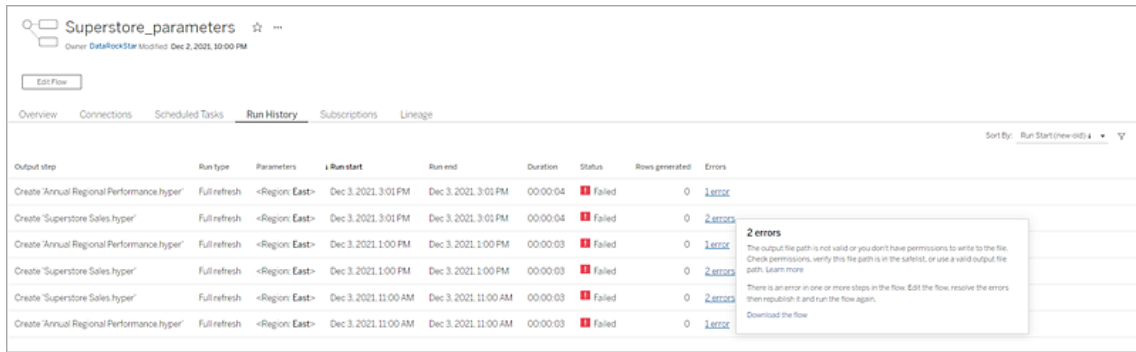 Superstore_parameters
Owner DataRockStar Modified Dec 2, 2021, 10:00 PM
Edit Flow
Overview Connections Scheduled Tasks Run History Subscriptions Lineage
Sort By: Run Start (new-old) ↓
Output step Run type Parameters ↓ Run start Run end Duration Status Rows generated Errors
Create 'Annual Regional Performance.hyper' Full refresh <Region: East> Dec 3, 2021, 3:01 PM Dec 3, 2021, 3:01 PM 00:00:04 Failed 0 1 error
Create 'Superstore Sales.hyper' Full refresh <Region: East> Dec 3, 2021, 3:01 PM Dec 3, 2021, 3:01 PM 00:00:04 Failed 0 2 errors
Create 'Annual Regional Performance.hyper' Full refresh <Region: East> Dec 3, 2021, 1:00 PM Dec 3, 2021, 1:00 PM 00:00:03 Failed 0 1 error
Create 'Superstore Sales.hyper' Full refresh <Region: East> Dec 3, 2021, 1:00 PM Dec 3, 2021, 1:00 PM 00:00:03 Failed 0 2 errors
Create 'Superstore Sales.hyper' Full refresh <Region: East> Dec 3, 2021, 11:00 AM Dec 3, 2021, 11:00 AM 00:00:03 Failed 0 2 errors
Create 'Annual Regional Performance.hyper' Full refresh <Region: East> Dec 3, 2021, 11:00 AM Dec 3, 2021, 11:00 AM 00:00:03 Failed 0 1 error
2 errors
The output file path is not valid or you don't have permissions to write to the file.
Check permissions, verify this file path is in the safelist, or use a valid output file
path. Learn more
There is an error in one or more steps in the flow. Edit the flow, resolve the errors
then republish it and run the flow again.
Download the flow